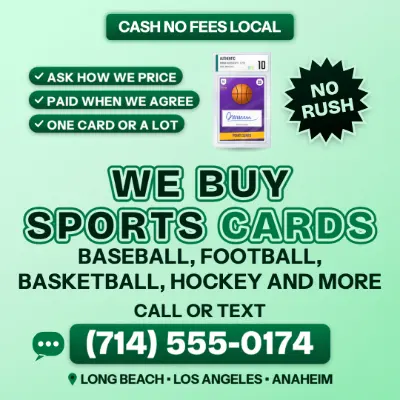 CASH NO FEES LOCAL
ASK HOW WE PRICE
PAID WHEN WE AGREE
ONE CARD OR A LOT
10
NO
RUSH
WE BUY
SPORTS CARDS
BASEBALL, FOOTBALL,
BASKETBALL, HOCKEY AND MORE
CALL OR TEXT
(714) 555-0174
LONG BEACH • LOS ANGELES • ANAHEIM